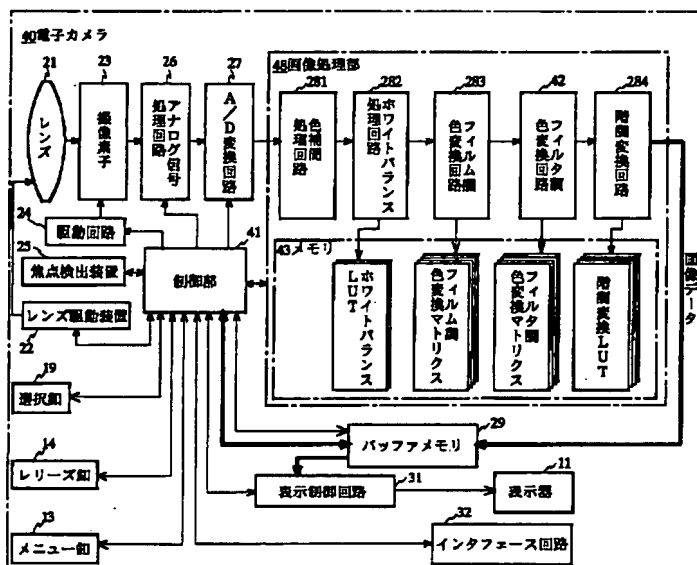 40電子カメラ
21
23
26
27
48画像処理部
281
282
283
42
284
レンズ
撮像素子
アナログ信号処理回路
A/D変換回路
色補間処理回路
ホワイトバランス処理回路
フィルム調色変換回路
フィルタ調色変換回路
階調変換回路
24
駆動回路
25
焦点検出装置
41
制御部
レンズ駆動装置
22
43メモリ
ホワイトバランスLUT
フィルム調色変換マトリクス
フィルタ調色変換マトリクス
階調変換LUT
画像データ
19
選択釦
14
レリーズ釦
13
メニュー釦
29
バッファメモリ
31
表示制御回路
11
表示器
32
インタフェース回路